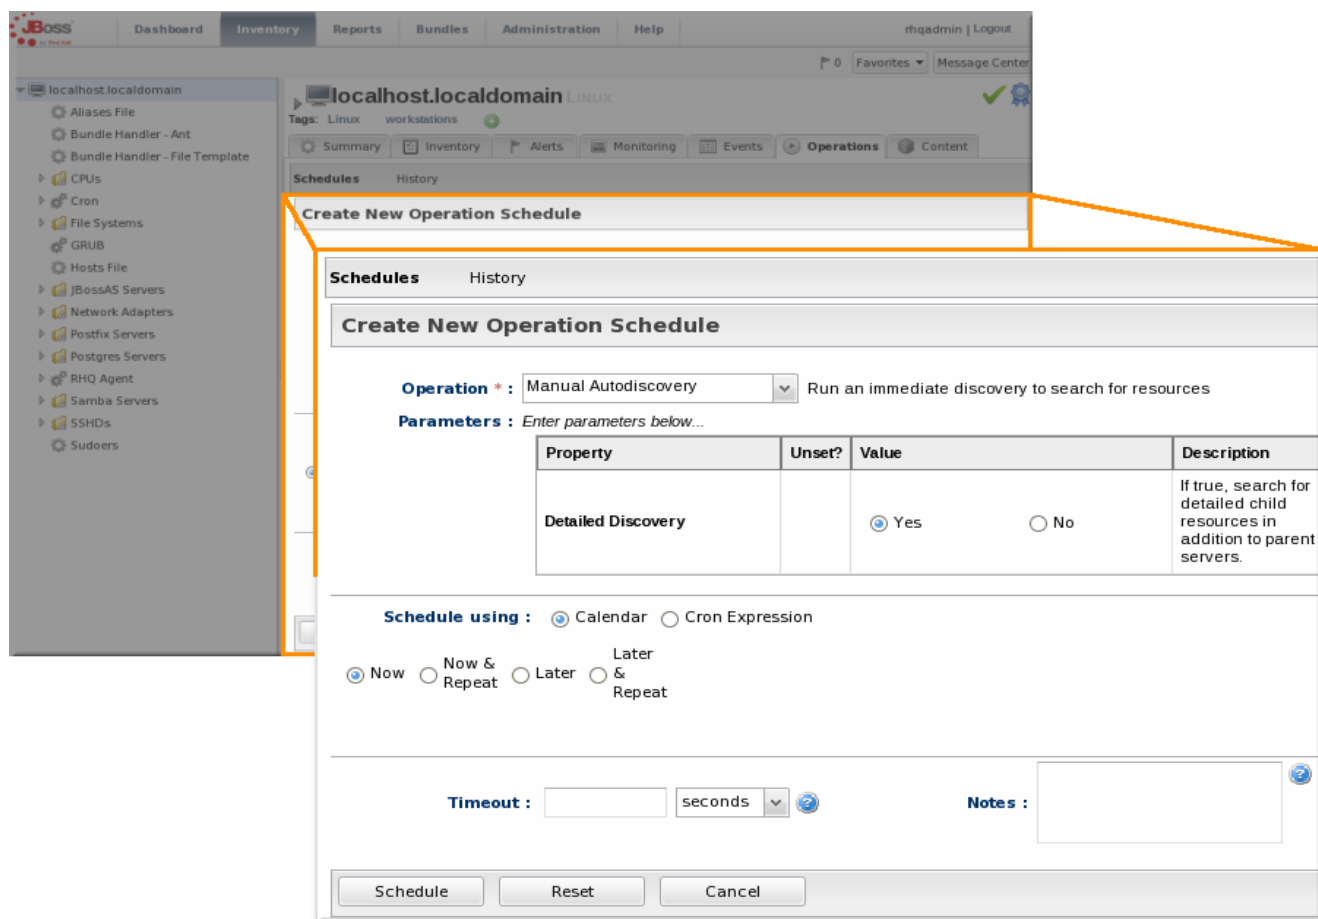 JBoss
by Red Hat
Dashboard Inventory Reports Bundles Administration Help rhqadmin | Logout
0 Favorites Message Center
localhost.localdomain
Aliases File
Bundle Handler - Ant
Bundle Handler - File Template
CPUs
Cron
File Systems
GRUB
Hosts File
JBossAS Servers
Network Adapters
Postfix Servers
Postgres Servers
RHQ Agent
Samba Servers
SSHDs
Sudoers
localhost.localdomain LINUX
Tags: Linux workstations
Summary Inventory Alerts Monitoring Events Operations Content
Schedules History
Create New Operation Schedule
Schedules History
Create New Operation Schedule
Operation * : Manual Autodiscovery Run an immediate discovery to search for resources
Parameters : Enter parameters below...
Property Unset? Value Description
Detailed Discovery Yes No
If true, search for
detailed child
resources in
addition to parent
servers.
Schedule using : Calendar Cron Expression
Now
Now &
Repeat
Later
Later
&
Repeat
Timeout : seconds ? Notes : ?
Schedule Reset Cancel